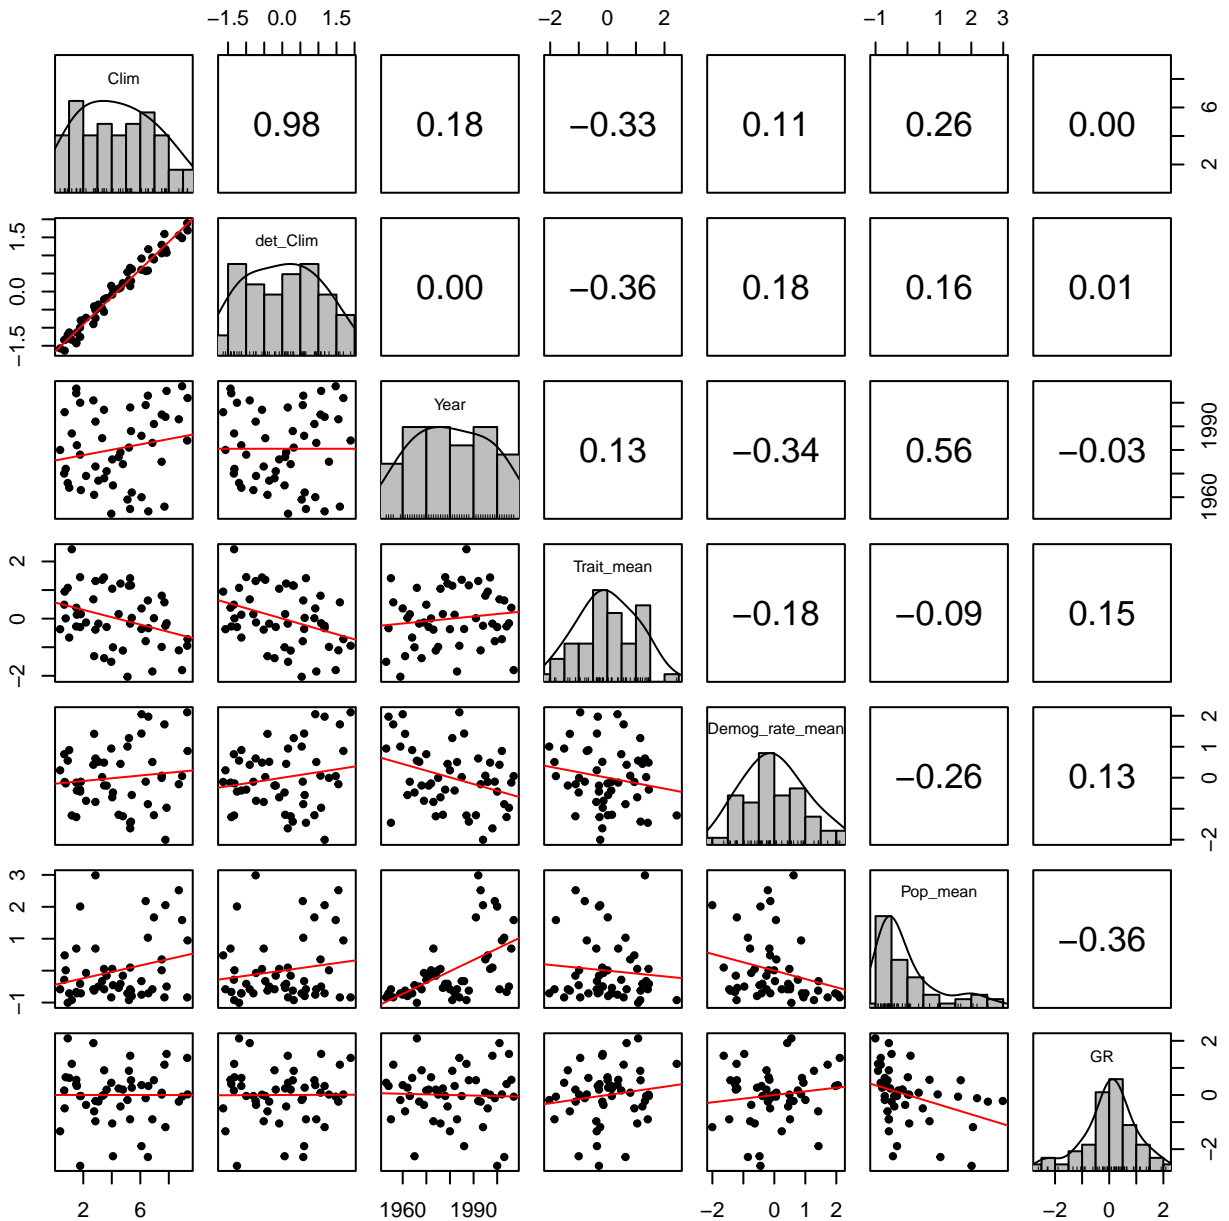 −1.5 0.0 1.5 −2 0 2 −1 1 2 3
Clim 0.98 0.18 −0.33 0.11 0.26 0.00
2 6
−1.5 0.0 1.5
det_Clim 0.00 −0.36 0.18 0.16 0.01
Year 0.13 −0.34 0.56 −0.03
1960 1990
−2 0 2
Trait_mean −0.18 −0.09 0.15
Demog_rate_mean −0.26 0.13
−2 0 1 2
−1 1 2 3
Pop_mean −0.36
GR
−2 0 1 2
2 6 1960 1990 −2 0 1 2 −2 0 1 2